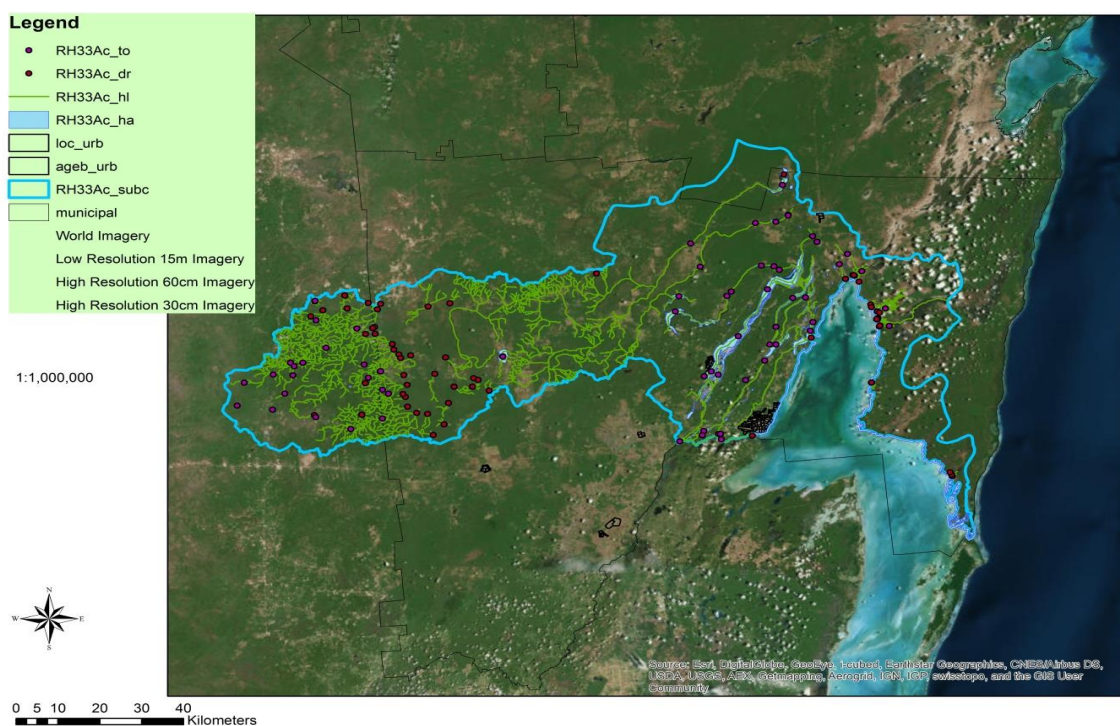 Legend
RH33Ac_to
RH33Ac_dr
RH33Ac_hl
RH33Ac_ha
loc_urb
ageb_urb
RH33Ac_subc
municipal
World Imagery
Low Resolution 15m Imagery
High Resolution 60cm Imagery
High Resolution 30cm Imagery
1:1,000,000
N
W E
S
Source: Esri, DigitalGlobe, GeoEye, i-cubed, Earthstar Geographics, CNES/Airbus DS,
USDA, USGS, AEX, Getmapping, Aerogrid, IGN, IGP, swisstopo, and the GIS User
Community
0 5 10 20 30 40
Kilometers